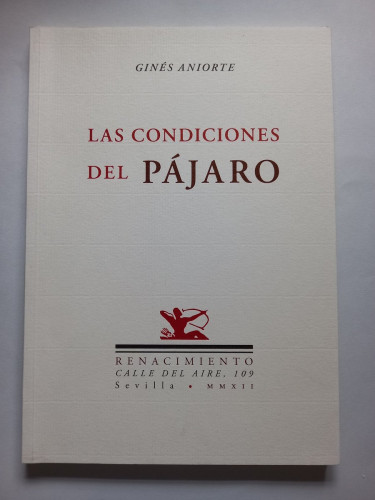 GINÉS ANIORTE
LAS CONDICIONES
DEL PÁJARO
RENACIMIENTO
CALLE DEL AIRE, 109
Sevilla • MMXII